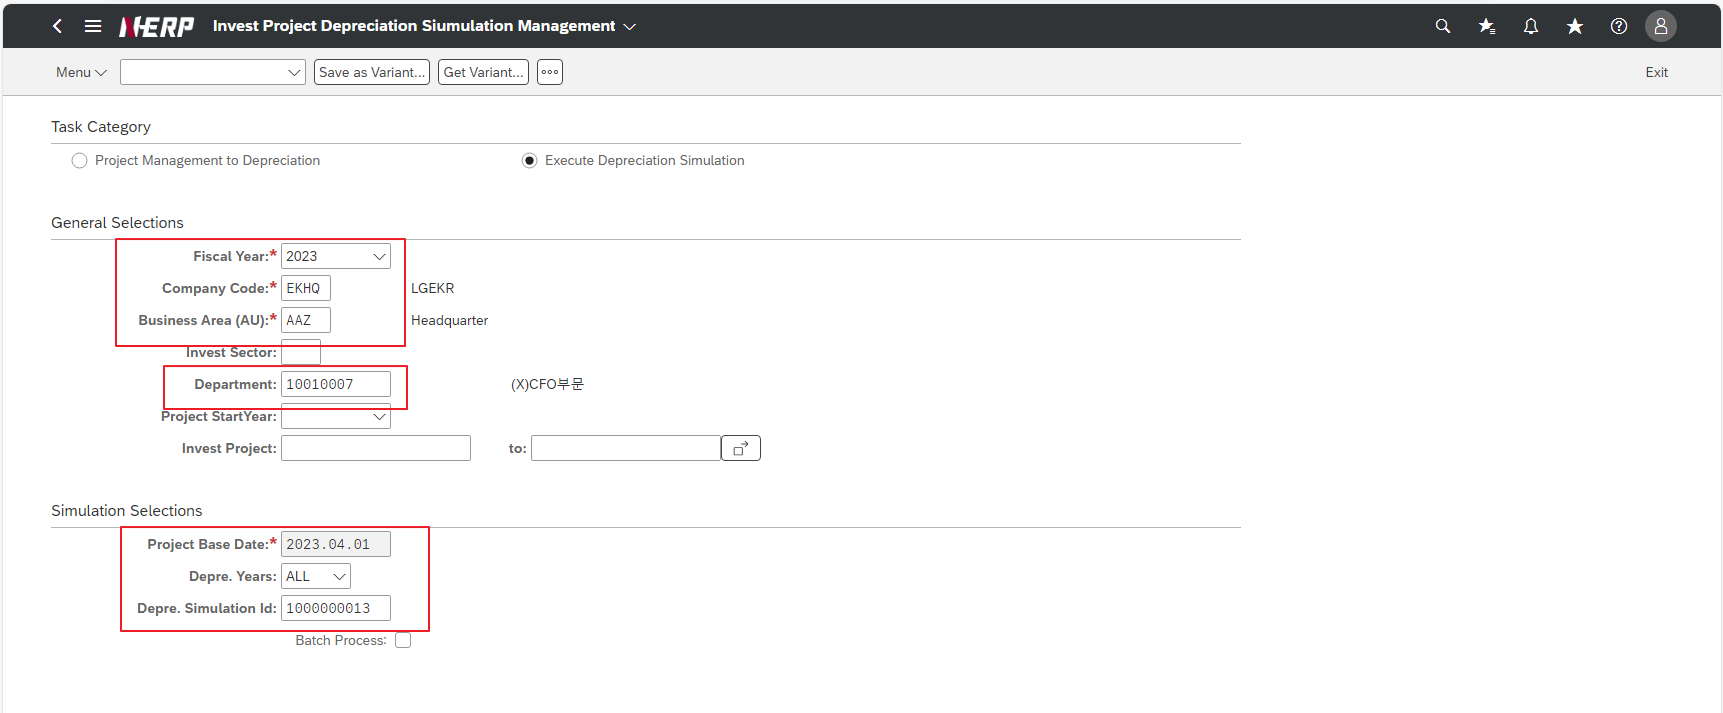 NERP Invest Project Depreciation Siumulation Management
Menu Save as Variant... Get Variant... Exit
Task Category
Project Management to Depreciation Execute Depreciation Simulation
General Selections
Fiscal Year:* 2023
Company Code:* EKHQ LGEKR
Business Area (AU):* AAZ Headquarter
Invest Sector:
Department: 10010007 (X)CFO부문
Project StartYear:
Invest Project: to:
Simulation Selections
Project Base Date:* 2023.04.01
Depre. Years: ALL
Depre. Simulation Id: 1000000013
Batch Process: